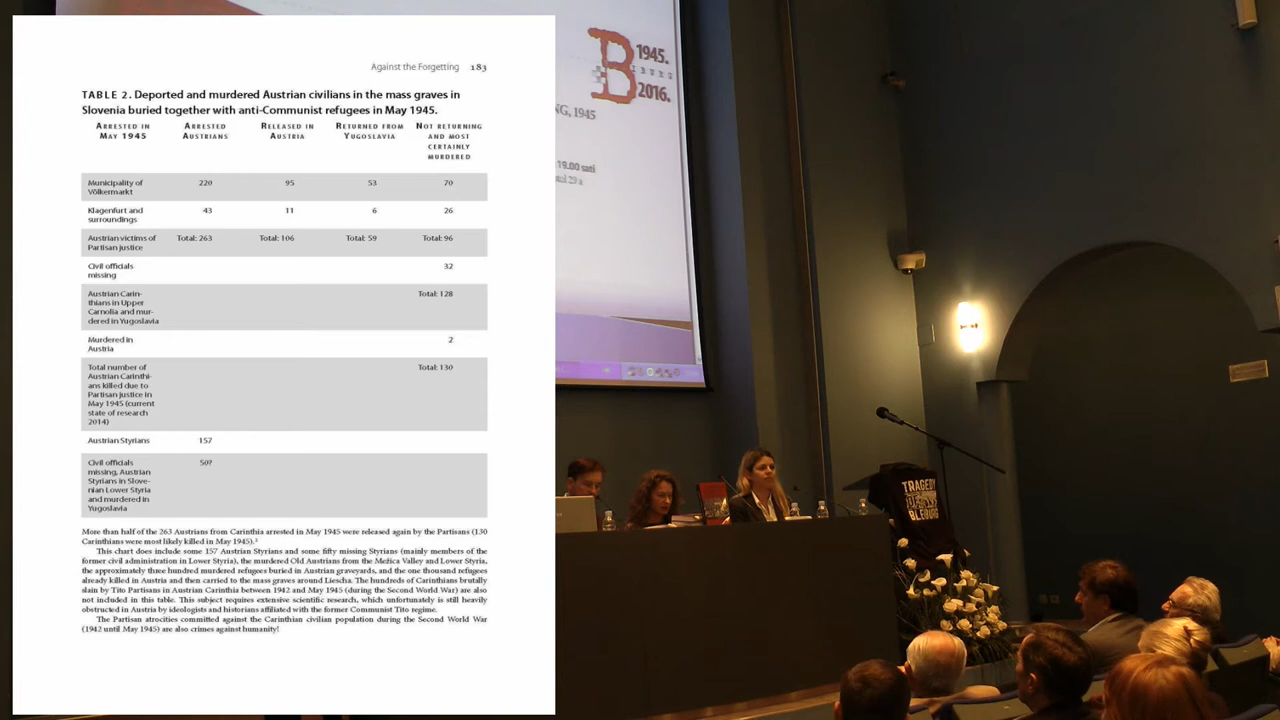 Against the Forgetting 183
TABLE 2. Deported and murdered Austrian civilians in the mass graves in
Slovenia buried together with anti-Communist refugees in May 1945.
ARRESTED IN MAY 1945 ARRESTED AUSTRIANS RELEASED IN AUSTRIA RETURNED FROM YUGOSLAVIA NOT RETURNING AND MOST CERTAINLY MURDERED
Municipality of 220 95 53 70
Völkermarkt
Klagenfurt and 43 11 6 26
surroundings
Austrian victims of Total: 263 Total: 106 Total: 59 Total: 96
Partisan justice
Civil officials 32
missing
Austrian Carin- Total: 128
thians in Upper
Carnolia and mur-
dered in Yugoslavia
Murdered in 2
Austria
Total number of Total: 130
Austrian Carinthi-
ans killed due to
Partisan justice in
May 1945 (current
state of research
2014)
Austrian Styrians 157
Civil officials 50?
missing, Austrian
Styrians in Slove-
nian Lower Styria
and murdered in
Yugoslavia
More than half of the 263 Austrians from Carinthia arrested in May 1945 were released again by the Partisans (130
Carinthians were most likely killed in May 1945).
This chart does include some 157 Austrian Styrians and some fifty missing Styrians (mainly members of the
former civil administration in Lower Styria), the murdered Old Austrians from the Mežica Valley and Lower Styria,
the approximately three hundred murdered refugees buried in Austrian graveyards, and the one thousand refugees
already killed in Austria and then carried to the mass graves around Liescha. The hundreds of Carinthians brutally
slain by Tito Partisans in Austrian Carinthia between 1942 and May 1945 (during the Second World War) are also
not included in this table. This subject requires extensive scientific research, which unfortunately is still heavily
obstructed in Austria by ideologists and historians affiliated with the former Communist Tito regime.
The Partisan atrocities committed against the Carinthian civilian population during the Second World War
(1942 until May 1945) are also crimes against humanity!
B 1945.
2016.
NG, 1945
19.00 sati
TRAGEDY
OF
BLEIBURG